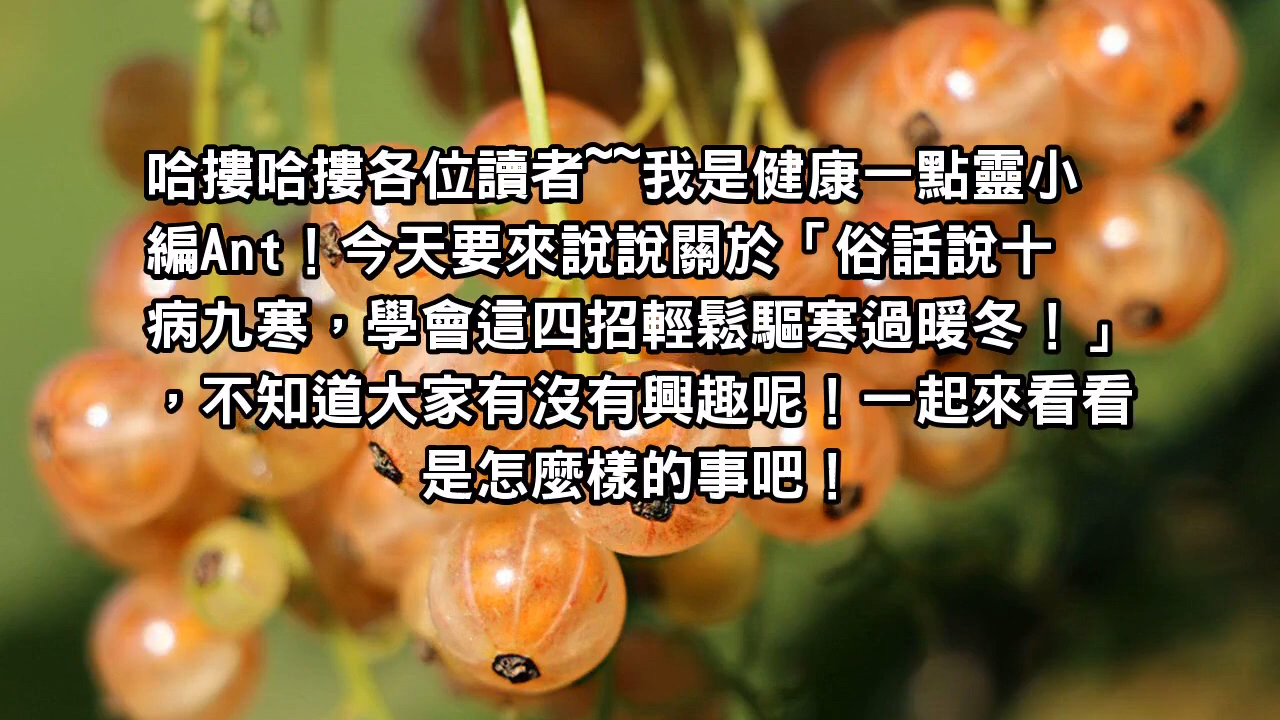 哈摟哈摟各位讀者~~我是健康一點靈小
編Ant！今天要來說說關於「俗話說十
病九寒，學會這四招輕鬆驅寒過暖冬！」
，不知道大家有沒有興趣呢！一起來看看
是怎麼樣的事吧！